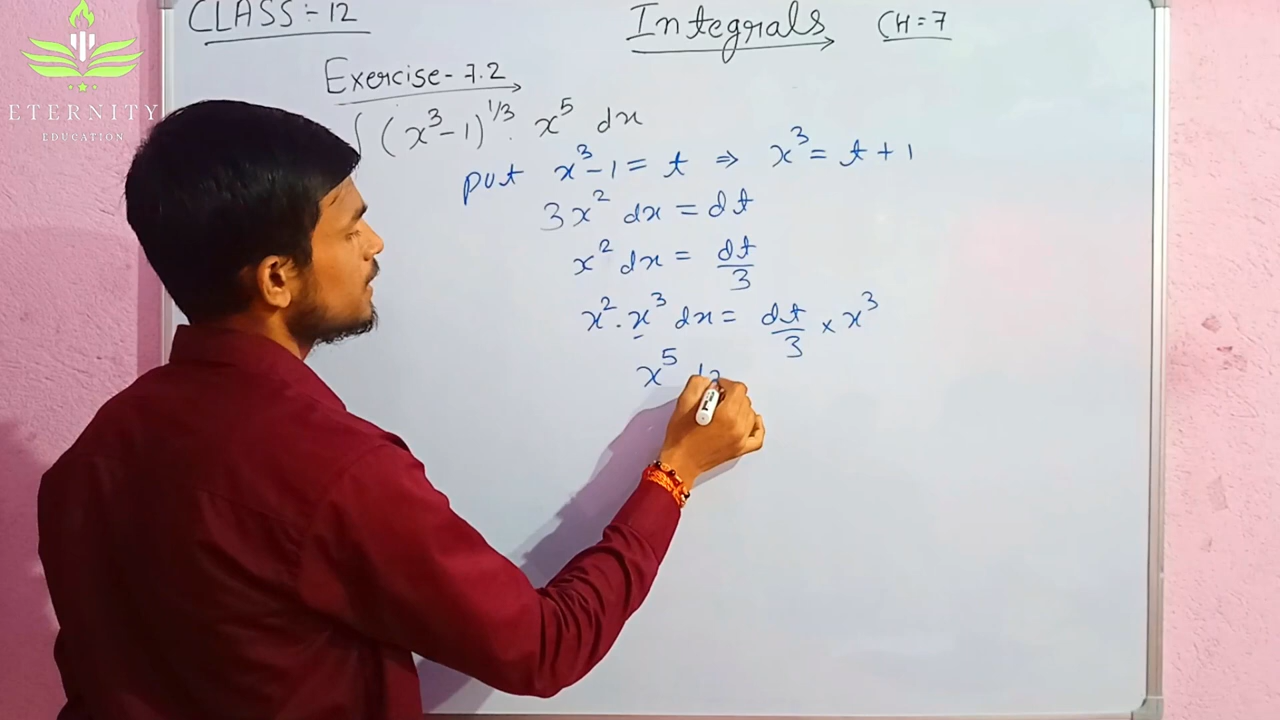 CLASS :- 12
Integrals CH = 7
ETERNITY
EDUCATION
Exercise - 7.2
∫ (x³-1)^1/3 . x⁵ dx
put x³-1 = t ⇒ x³ = t + 1
3x² dx = dt
x² dx = dt/3
x² . x³ dx = dt/3 × x³
x⁵